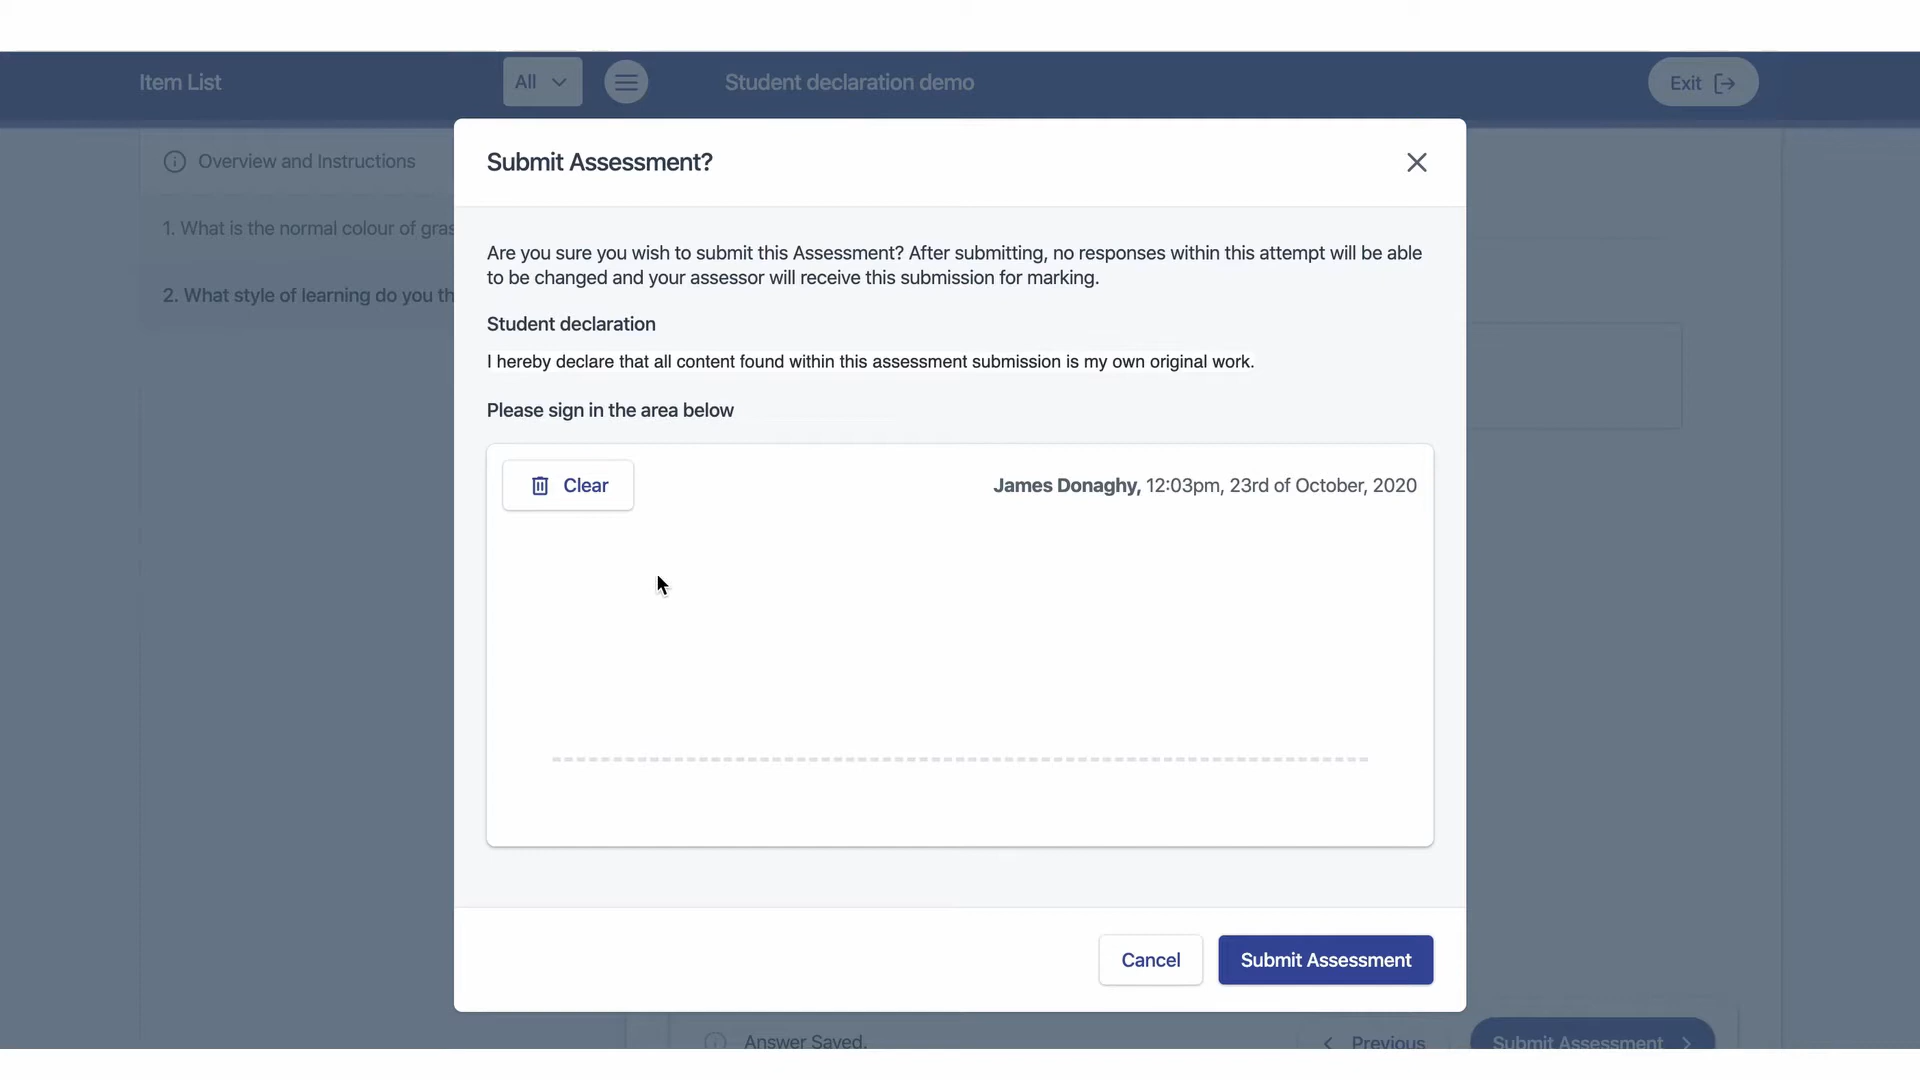 Item List
All
Student declaration demo
Exit
Overview and Instructions
1. What is the normal colour of gras
2. What style of learning do you th
Submit Assessment?
Are you sure you wish to submit this Assessment? After submitting, no responses within this attempt will be able
to be changed and your assessor will receive this submission for marking.
Student declaration
I hereby declare that all content found within this assessment submission is my own original work.
Please sign in the area below
Clear
James Donaghy, 12:03pm, 23rd of October, 2020
Cancel
Submit Assessment
Answer Saved.
Previous
Submit Assessment